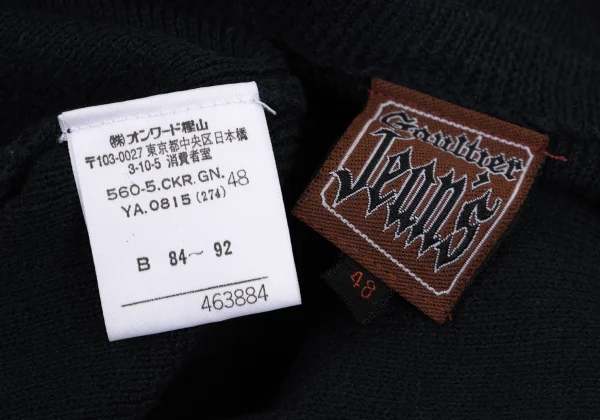 ㈱オンワード樫山
〒103-0027 東京都中央区日本橋
3-10-5 消費者室
560-5.CKR.GN. 48
YA.0815 (274)
B 84~92
463884
Gaultier
Jean's
48